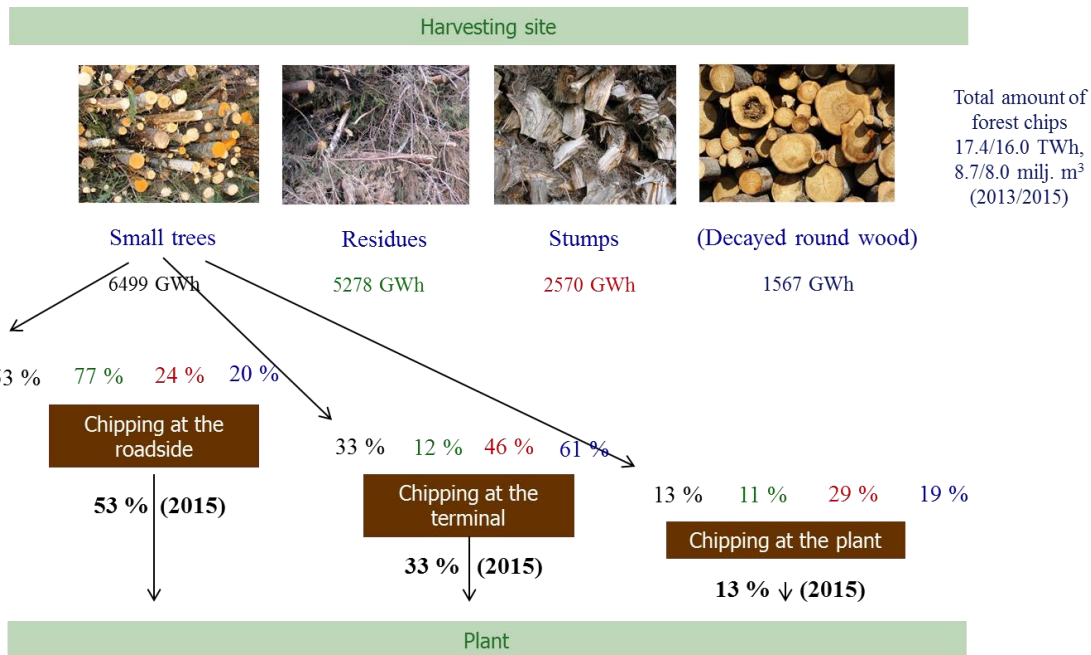 Harvesting site
Total amount of
forest chips
17.4/16.0 TWh,
8.7/8.0 milj. m³
(2013/2015)
Small trees
Residues
Stumps
(Decayed round wood)
6499 GWh
5278 GWh
2570 GWh
1567 GWh
53 %
77 %
24 %
20 %
Chipping at the
roadside
53 % (2015)
33 %
12 %
46 %
61 %
Chipping at the
terminal
33 % (2015)
13 %
11 %
29 %
19 %
Chipping at the plant
13 % (2015)
Plant